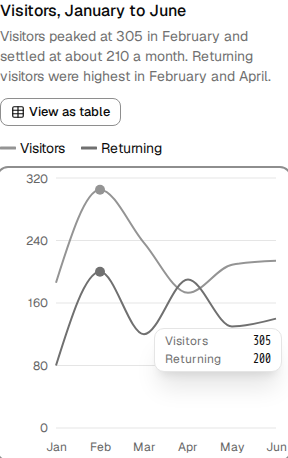 Visitors, January to June
Visitors peaked at 305 in February and
settled at about 210 a month. Returning
visitors were highest in February and April.
View as table
Visitors Returning
320
240
160
80
0
Visitors 305
Returning 200
Jan Feb Mar Apr May Jun